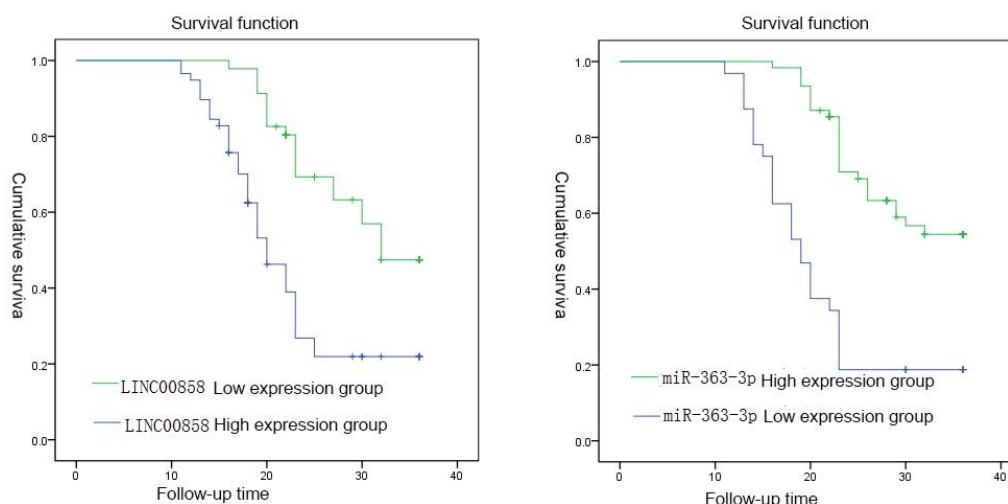 Survival function
1.0
0.8
0.6
0.4
0.2
0.0
Cumulative surviva
LINC00858 Low expression group
LINC00858 High expression group
0 10 20 30 40
Follow-up time
Survival function
1.0
0.8
0.6
0.4
0.2
0.0
Cumulative surviva
miR-363-3p High expression group
miR-363-3p Low expression group
0 10 20 30 40
Follow-up time